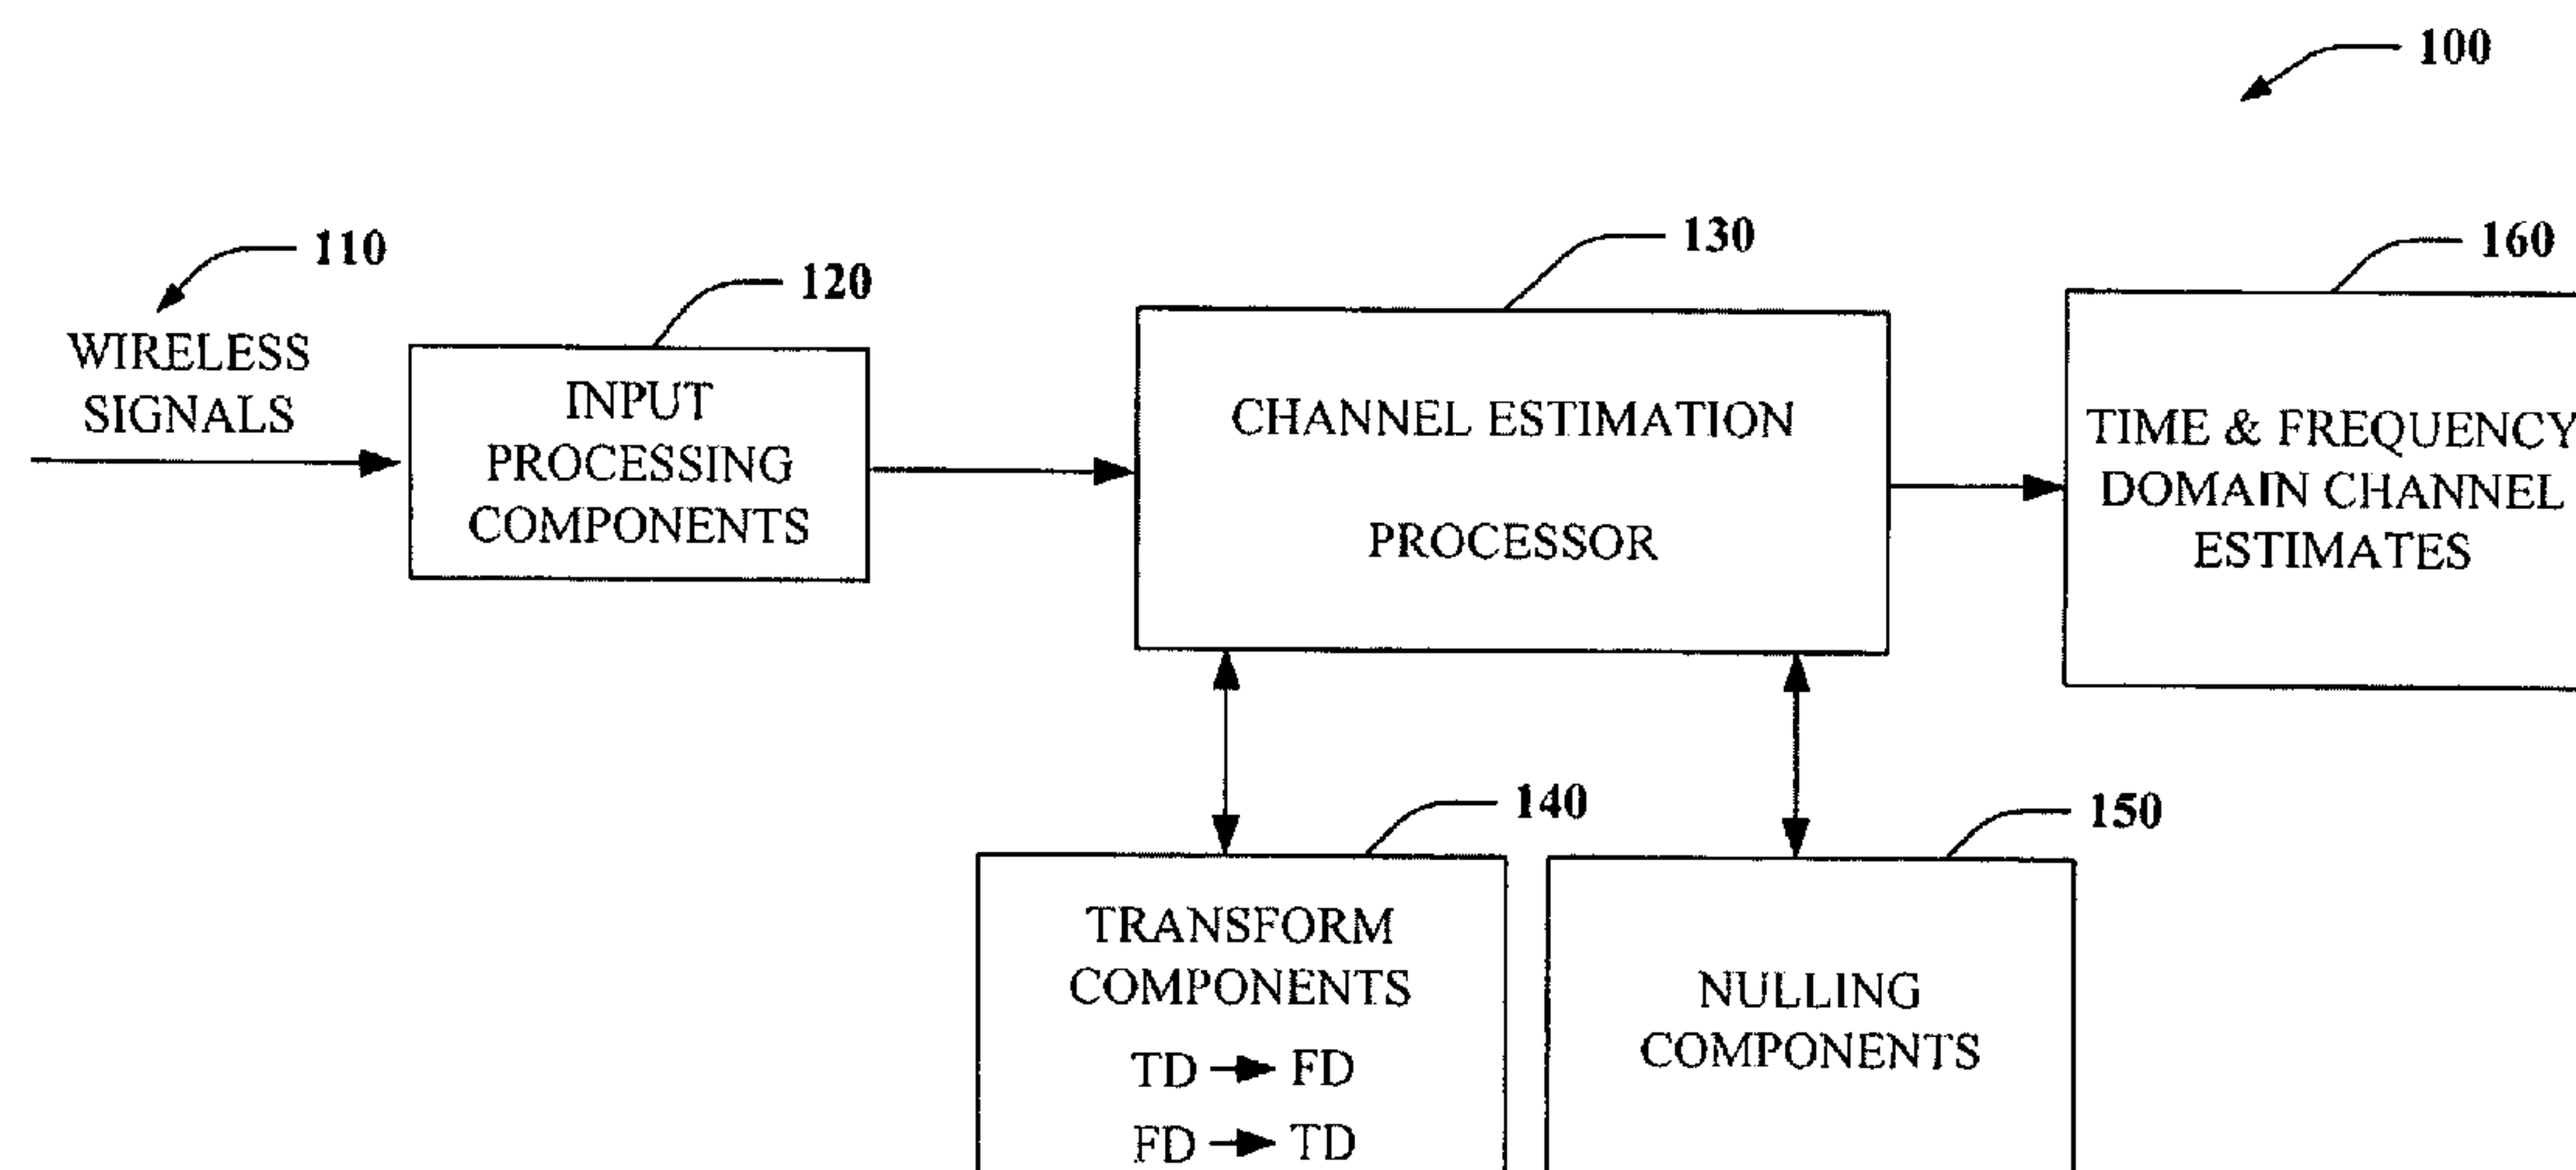 100
110
WIRELESS
SIGNALS
120
INPUT
PROCESSING
COMPONENTS
130
CHANNEL ESTIMATION
PROCESSOR
160
TIME & FREQUENCY
DOMAIN CHANNEL
ESTIMATES
140
TRANSFORM
COMPONENTS
TD → FD
FD → TD
150
NULLING
COMPONENTS